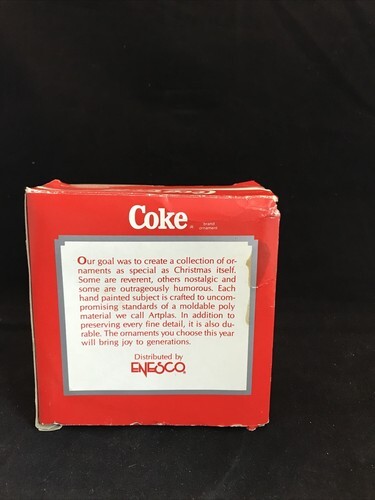 Coke ® brand
ornament
Our goal was to create a collection of or-
naments as special as Christmas itself.
Some are reverent, others nostalgic and
some are outrageously humorous. Each
hand painted subject is crafted to uncom-
promising standards of a moldable poly
material we call Artplas. In addition to
preserving every fine detail, it is also du-
rable. The ornaments you choose this year
will bring joy to generations.
Distributed by
ENESCO